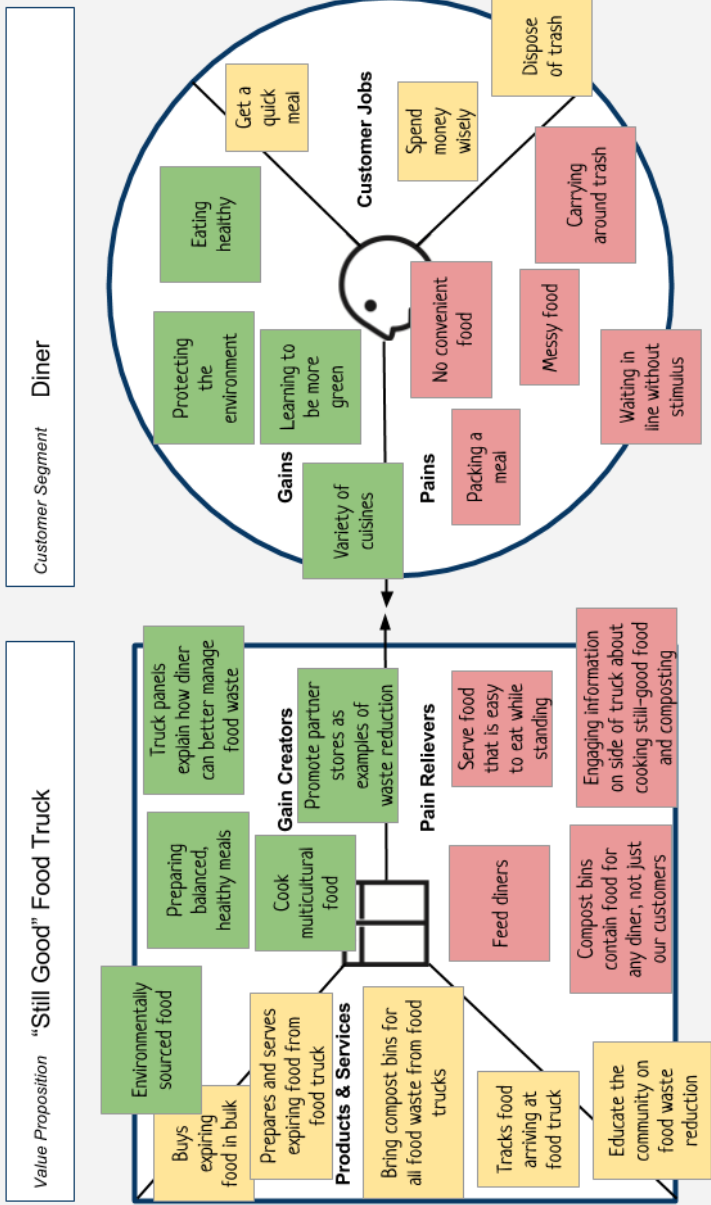 Value Proposition “Still Good” Food Truck
Customer Segment Diner
Environmentally
sourced food
Buys
expiring
food in bulk
Prepares and serves
expiring food from
food truck
Products & Services
Bring compost bins for
all food waste from food
trucks
Tracks food
arriving at
food truck
Educate the
community on
food waste
reduction
Preparing
balanced,
healthy meals
Truck panels
explain how diner
can better manage
food waste
Cook
multicultural
food
Gain Creators
Promote partner
stores as
examples of
waste reduction
Pain Relievers
Feed diners
Serve food
that is easy
to eat while
standing
Compost bins
contain food for
any diner, not just
our customers
Engaging information
on side of truck about
cooking still-good food
and composting
Gains
Protecting
the
environment
Eating
healthy
Learning to
be more
green
Variety of
cuisines
Customer Jobs
Get a
quick
meal
Spend
money
wisely
Dispose
of trash
Pains
Packing a
meal
No convenient
food
Messy food
Carrying
around trash
Waiting in
line without
stimulus